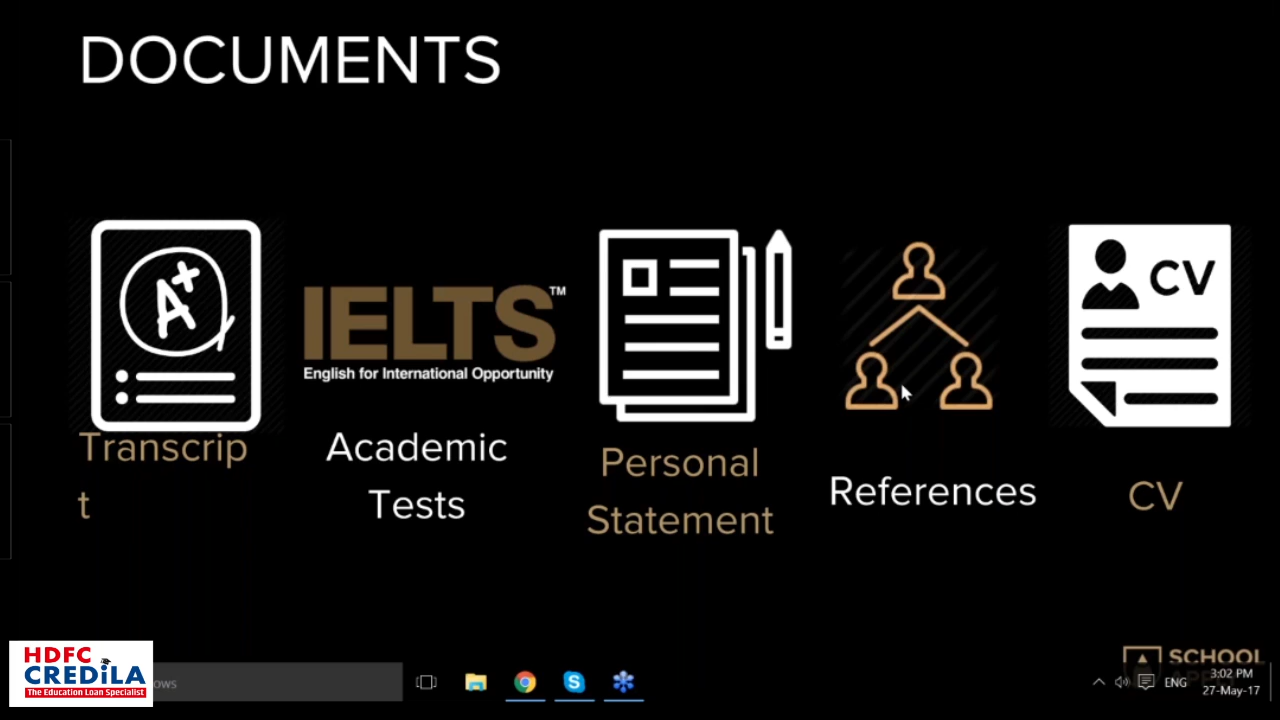 DOCUMENTS
A+
IELTS™
English for International Opportunity
CV
Transcrip
t
Academic
Tests
Personal
Statement
References
CV
HDFC
CREDILA
The Education Loan Specialist
ows
SCHOOL
ENG
3:02 PM
27-May-17